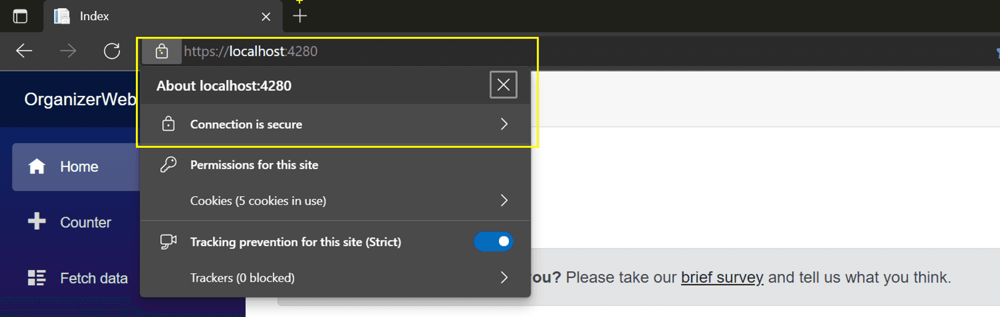 Index
https://localhost:4280
About localhost:4280
OrganizerWeb
Connection is secure
Home
Permissions for this site
Cookies (5 cookies in use)
Counter
Tracking prevention for this site (Strict)
Fetch data
Trackers (0 blocked)
ou? Please take our brief survey and tell us what you think.